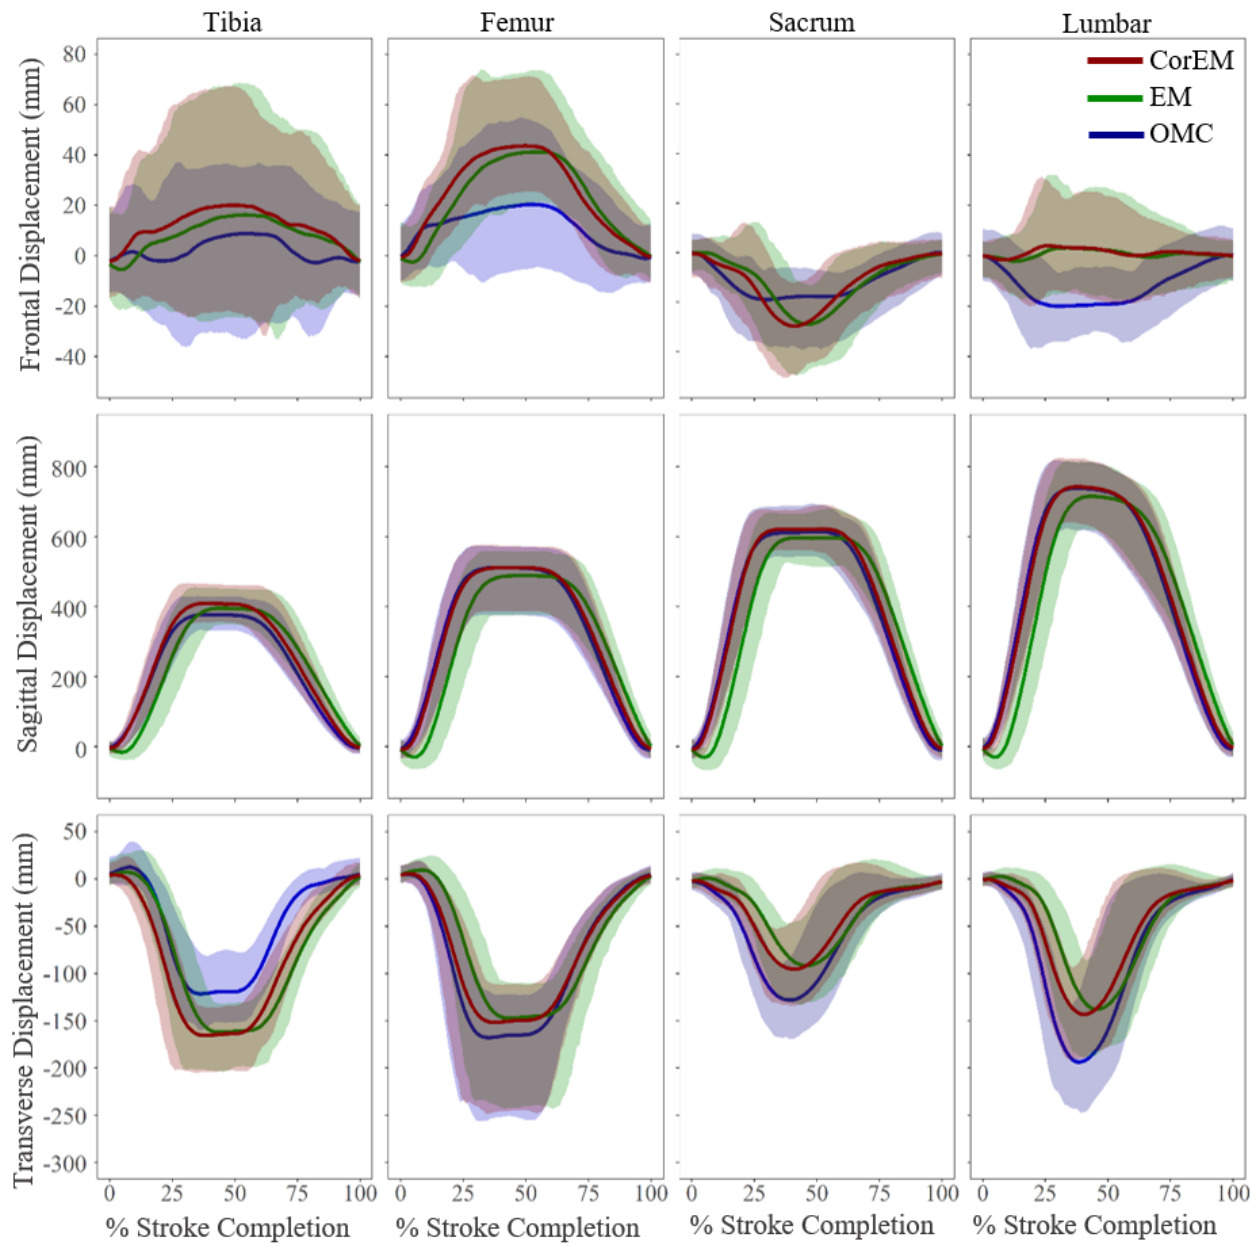 Tibia Femur Sacrum Lumbar
CorEM
EM
OMC
Frontal Displacement (mm)
80
60
40
20
0
-20
-40
Sagittal Displacement (mm)
800
600
400
200
0
Transverse Displacement (mm)
50
0
-50
-100
-150
-200
-250
-300
0 25 50 75 100 0 25 50 75 100 0 25 50 75 100 0 25 50 75 100
% Stroke Completion % Stroke Completion % Stroke Completion % Stroke Completion